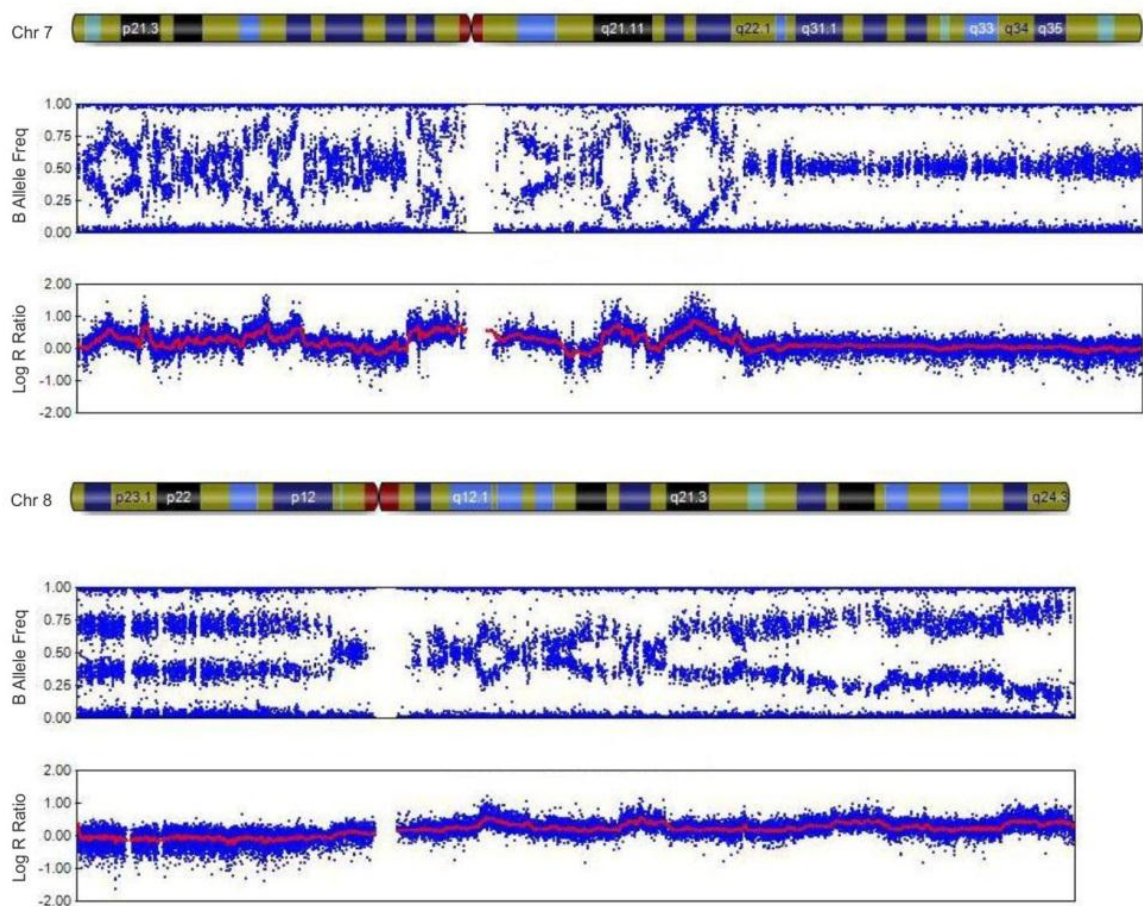 Chr 7
p21.3 q21.11 q22.1 q31.1 q33 q34 q35
B Allele Freq
1.00
0.75
0.50
0.25
0.00
Log R Ratio
2.00
1.00
0.00
-1.00
-2.00
Chr 8
p23.1 p22 p12 q12.1 q21.3 q24.3
B Allele Freq
1.00
0.75
0.50
0.25
0.00
Log R Ratio
2.00
1.00
0.00
-1.00
-2.00